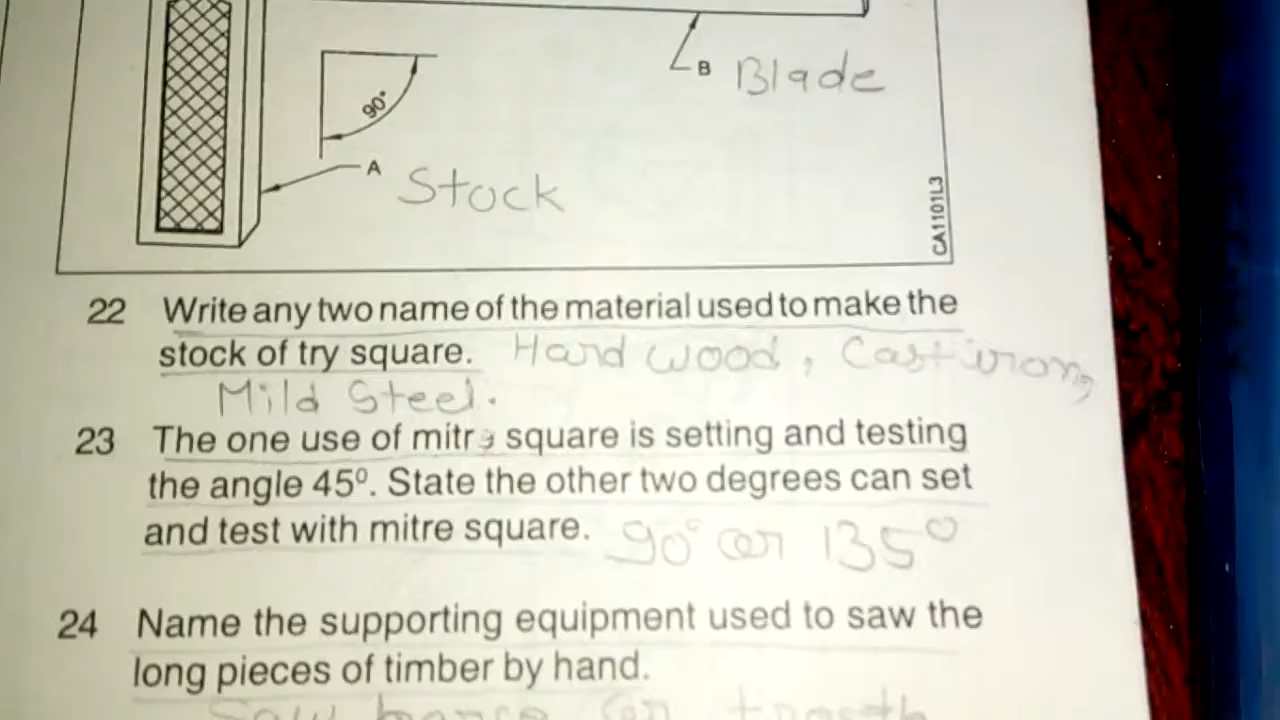 B Blade
90°
A Stock
CA1101L3
22 Write any two name of the material used to make the
stock of try square. Hard wood, Cast iron,
Mild Steel.
23 The one use of mitre square is setting and testing
the angle 45º. State the other two degrees can set
and test with mitre square. 90° or 135°
24 Name the supporting equipment used to saw the
long pieces of timber by hand.
Saw